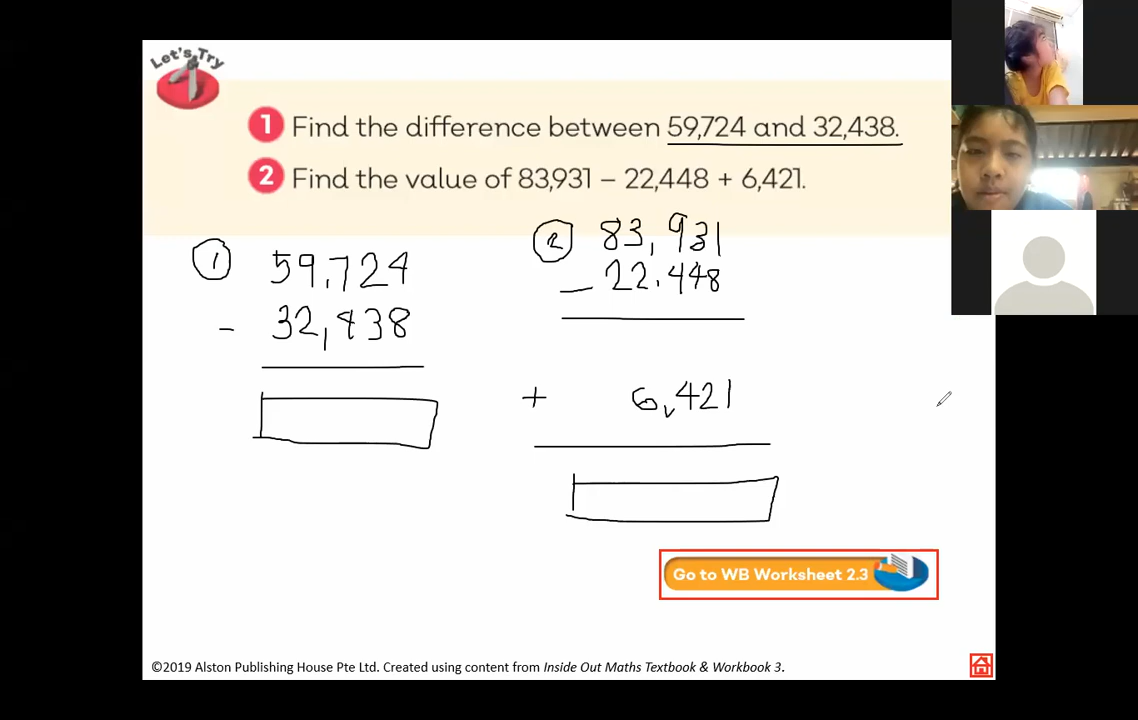 Let's Try
1 Find the difference between 59,724 and 32,438.
2 Find the value of 83,931 – 22,448 + 6,421.
1 59,724
- 32,438
2 83,931
- 22,448
+ 6,421
Go to WB Worksheet 2.3
©2019 Alston Publishing House Pte Ltd. Created using content from Inside Out Maths Textbook & Workbook 3.